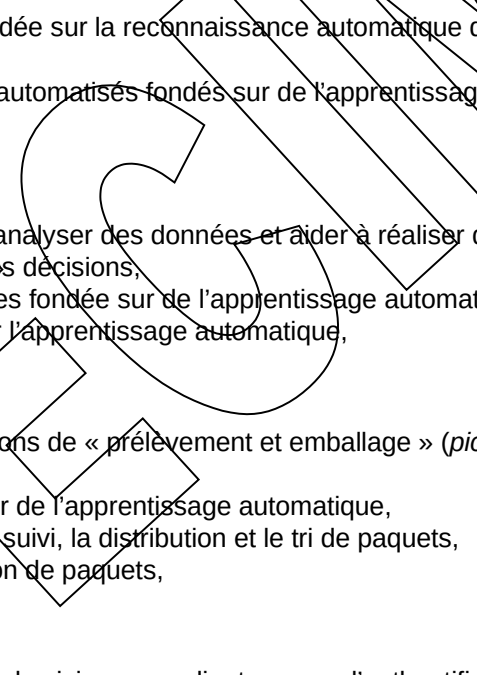 dée sur la reconnaissance automatique
automatisés fondés sur de l’apprentissag
analyser des données et aider à réaliser
s décisions,
es fondée sur de l’apprentissage automat
r l’apprentissage automatique,
ons de « prélèvement et emballage » (pic
r de l’apprentissage automatique,
suivi, la distribution et le tri de paquets,
on de paquets,